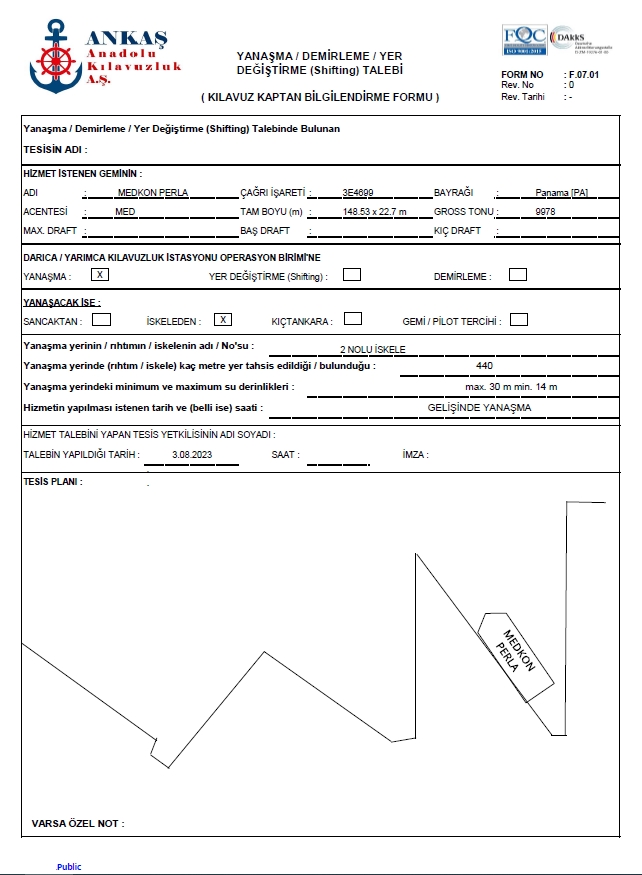 ANKAŞ
Anadolu
Kılavuzluk
A.Ş.
YANAŞMA / DEMİRLEME / YER
DEĞİŞTİRME (Shifting) TALEBİ
( KILAVUZ KAPTAN BİLGİLENDİRME FORMU )
FQC
ISO 9001:2015
DAkkS
FORM NO : F.07.01
Rev. No : 0
Rev. Tarihi : -
Yanaşma / Demirleme / Yer Değiştirme (Shifting) Talebinde Bulunan
TESİSİN ADI :
HİZMET İSTENEN GEMİNİN :
ADI : MEDKON PERLA ÇAĞRI İŞARETİ : 3E4699 BAYRAĞI : Panama [PA]
ACENTESİ : MED TAM BOYU (m) : 148.53 x 22.7 m GROSS TONU : 9978
MAX. DRAFT : BAŞ DRAFT : KIÇ DRAFT :
DARICA / YARIMCA KILAVUZLUK İSTASYONU OPERASYON BİRİMİ'NE
YANAŞMA : X YER DEĞİŞTİRME (Shifting) : DEMİRLEME :
YANAŞACAK İSE :
SANCAKTAN : İSKELEDEN : X KIÇTANKARA : GEMİ / PİLOT TERCİHİ :
Yanaşma yerinin / rıhtımın / iskelenin adı / No'su : 2 NOLU İSKELE
Yanaşma yerinde (rıhtım / iskele) kaç metre yer tahsis edildiği / bulunduğu : 440
Yanaşma yerindeki minimum ve maximum su derinlikleri : max. 30 m min. 14 m
Hizmetin yapılması istenen tarih ve (belli ise) saati : GELİŞİNDE YANAŞMA
HİZMET TALEBİNİ YAPAN TESİS YETKİLİSİNİN ADI SOYADI :
TALEBİN YAPILDIĞI TARİH : 3.08.2023 SAAT : İMZA :
TESİS PLANI :
MEDKON
PERLA
VARSA ÖZEL NOT :
Public